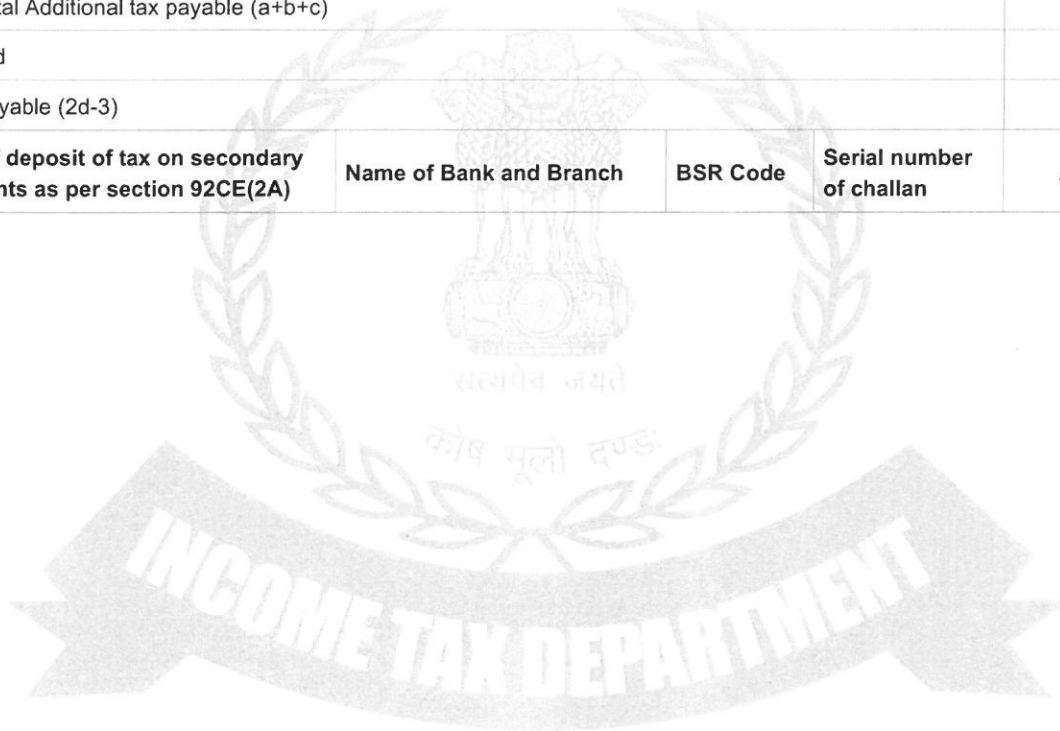 tal Additional tax payable (a+b+c)
d
yable (2d-3)
deposit of tax on secondary
nts as per section 92CE(2A)
Name of Bank and Branch
BSR Code
Serial number
of challan
सत्यमेव जयते
कोष मूलो दण्डः
INCOME TAX DEPARTMENT